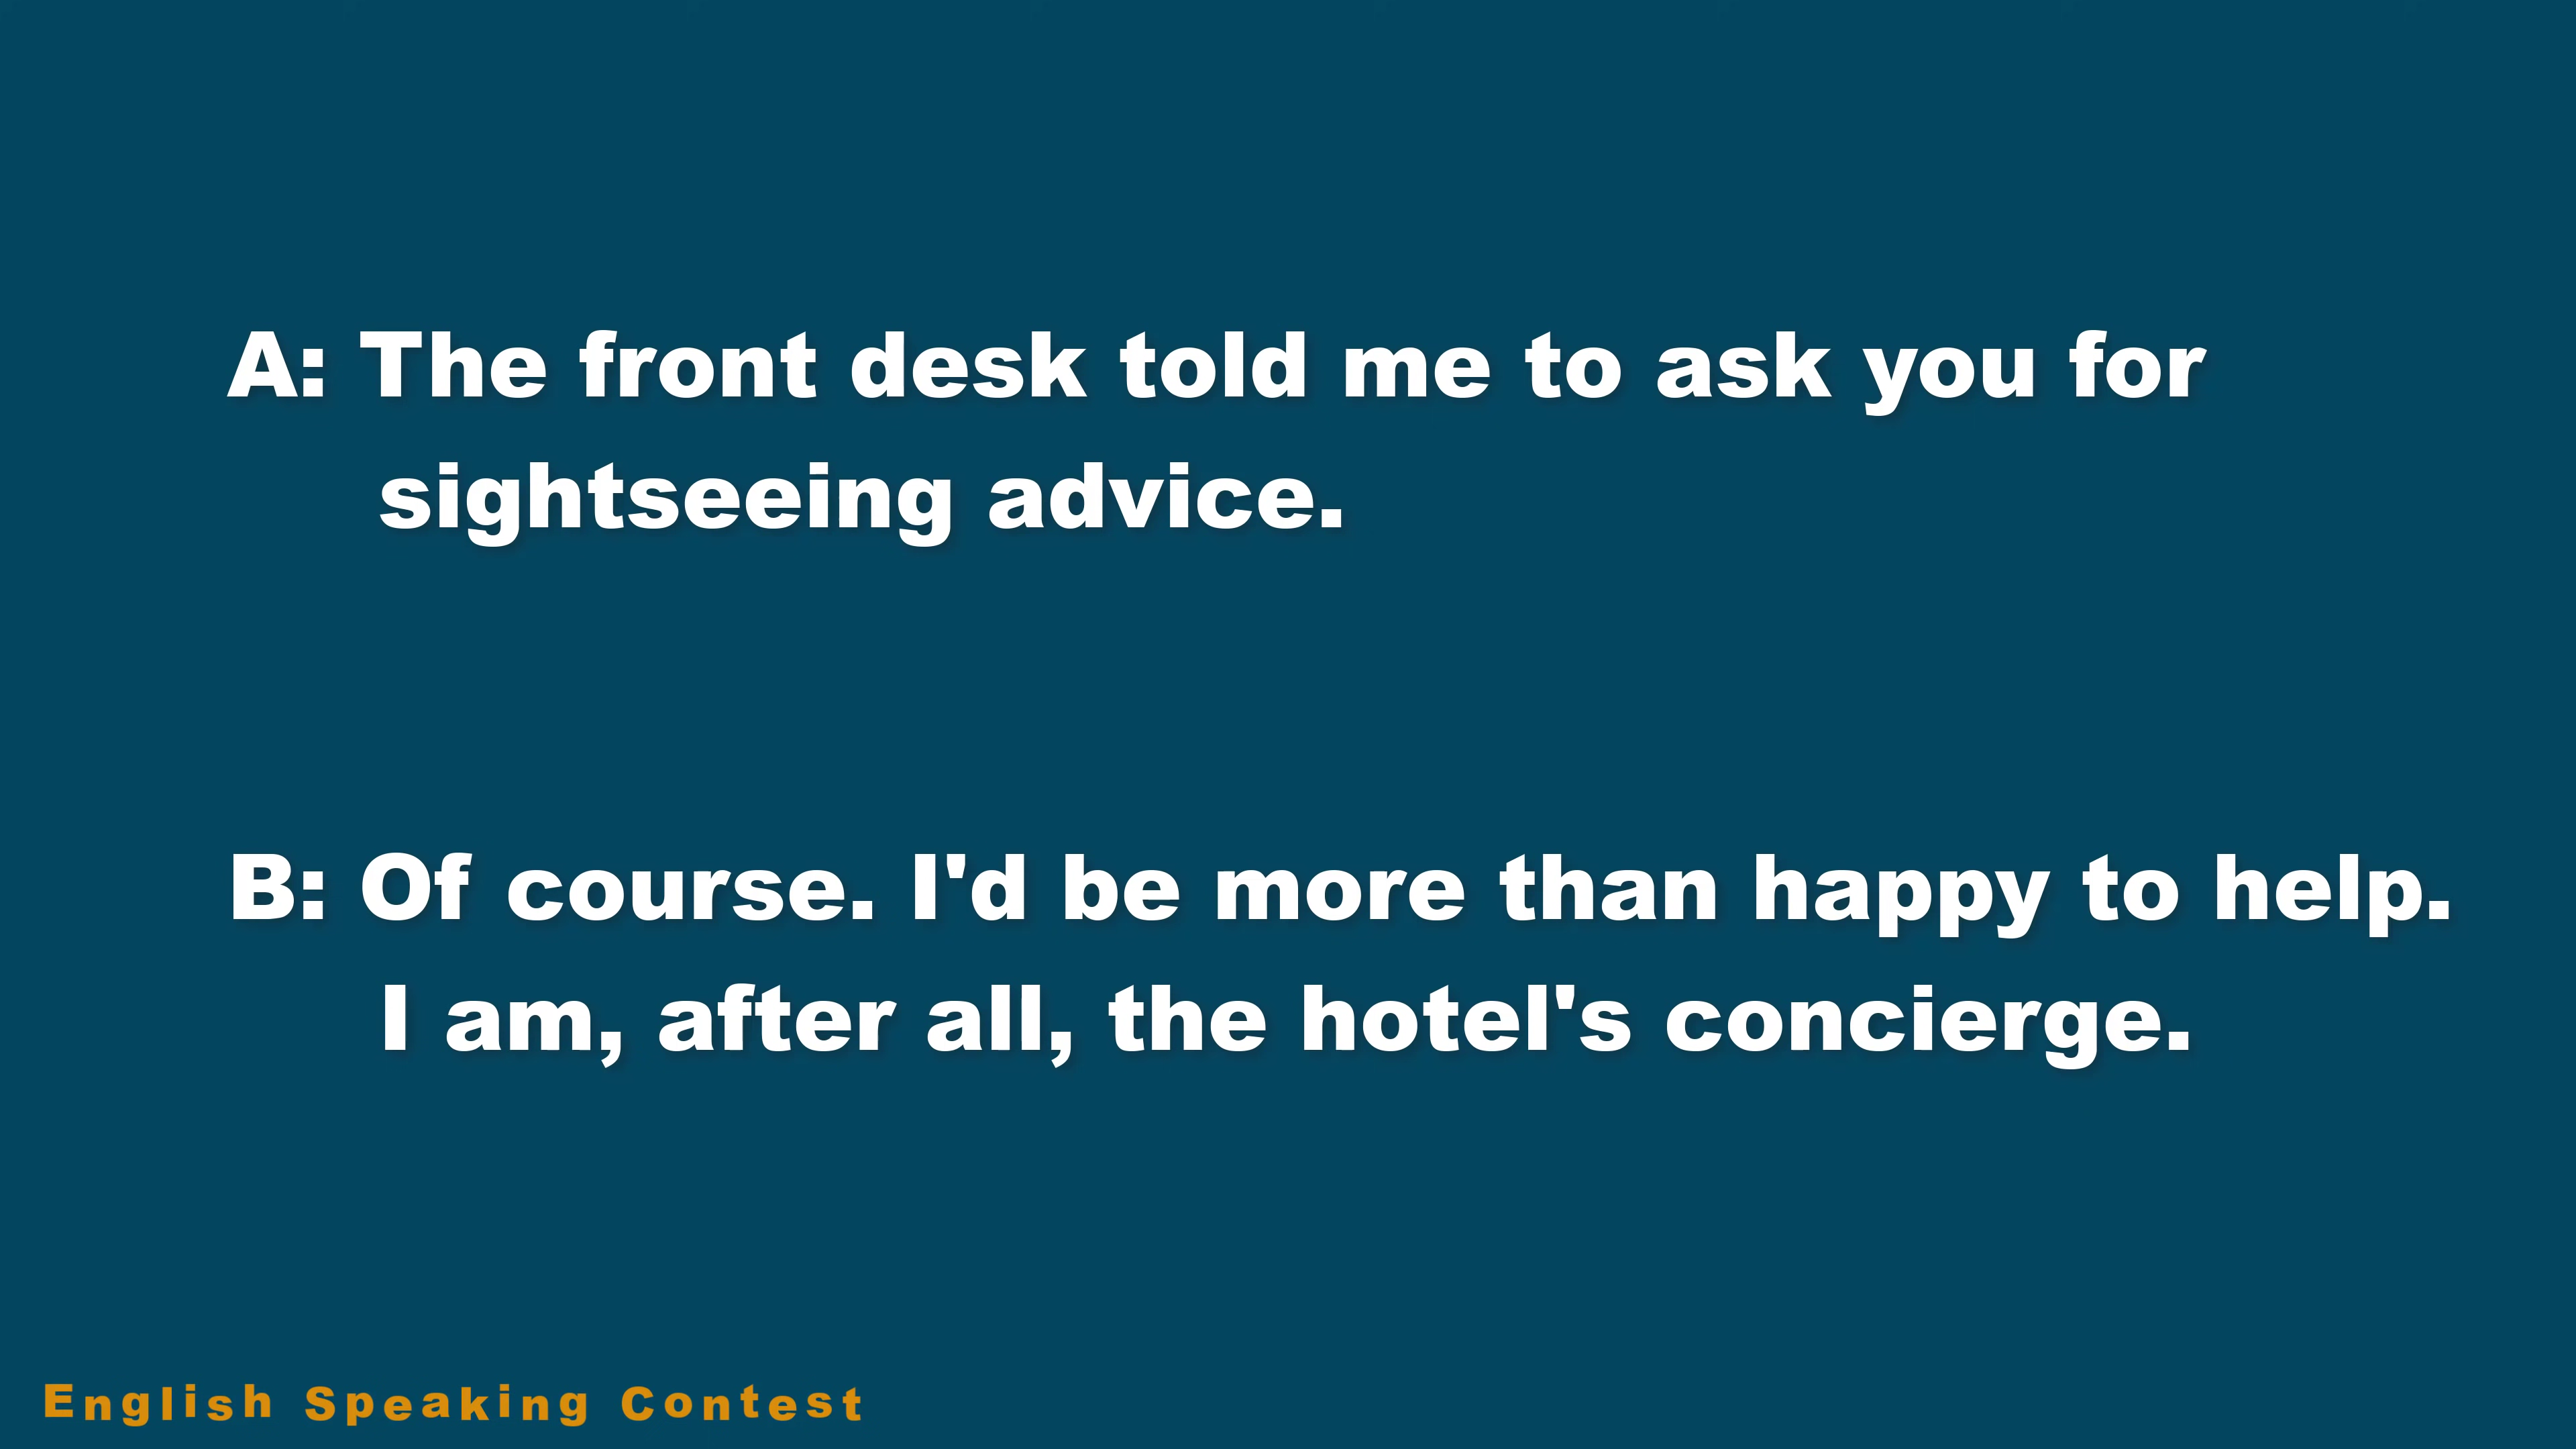 A: The front desk told me to ask you for
sightseeing advice.
B: Of course. I'd be more than happy to help.
I am, after all, the hotel's concierge.
English Speaking Contest